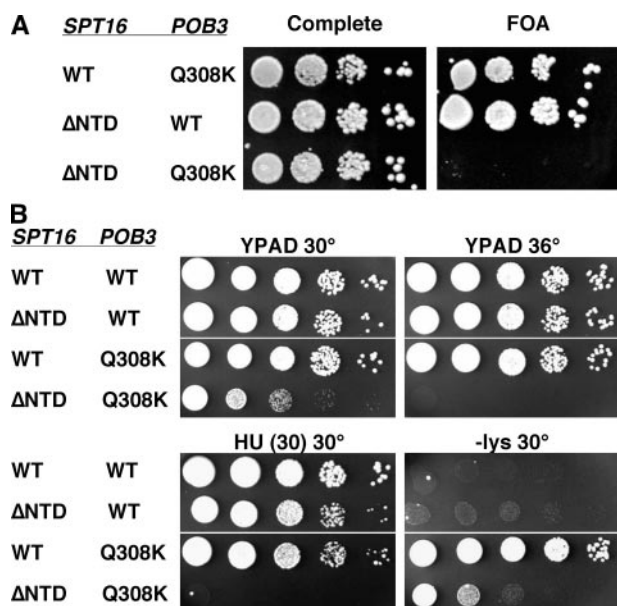 A
SPT16 POB3 Complete FOA
WT Q308K
ΔNTD WT
ΔNTD Q308K
B
SPT16 POB3 YPAD 30° YPAD 36°
WT WT
ΔNTD WT
WT Q308K
ΔNTD Q308K
HU (30) 30° -lys 30°
WT WT
ΔNTD WT
WT Q308K
ΔNTD Q308K